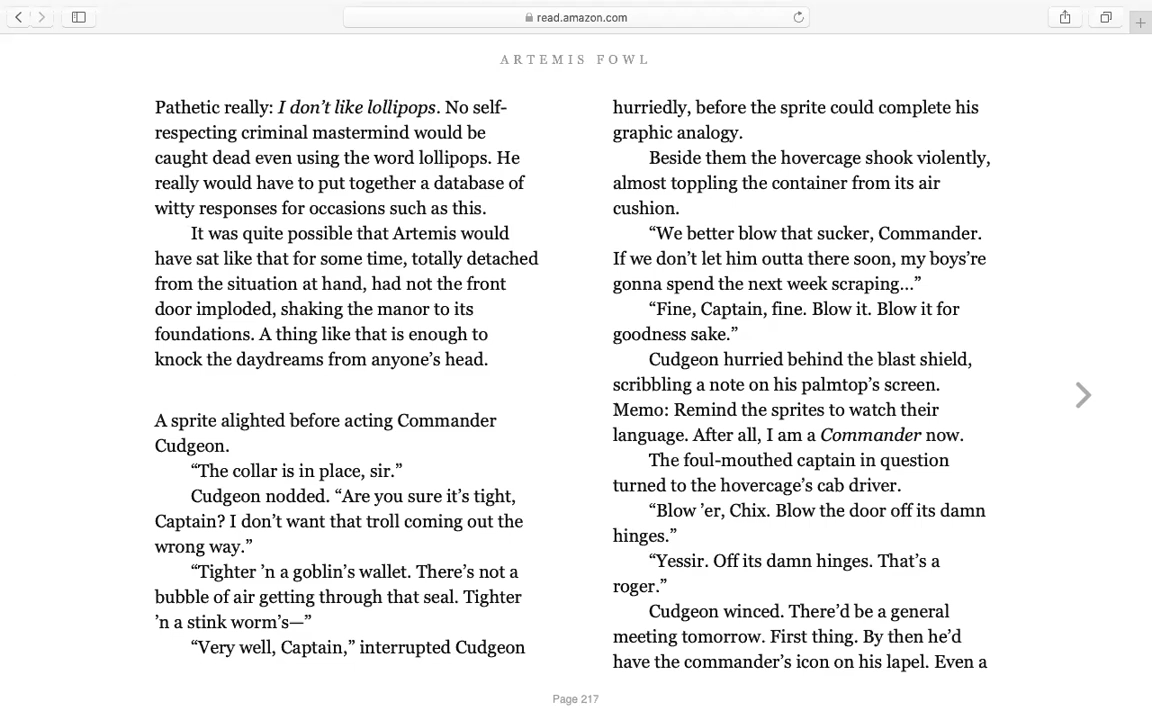 read.amazon.com
ARTEMIS FOWL
Pathetic really: I don’t like lollipops. No self-
respecting criminal mastermind would be
caught dead even using the word lollipops. He
really would have to put together a database of
witty responses for occasions such as this.
It was quite possible that Artemis would
have sat like that for some time, totally detached
from the situation at hand, had not the front
door imploded, shaking the manor to its
foundations. A thing like that is enough to
knock the daydreams from anyone’s head.
A sprite alighted before acting Commander
Cudgeon.
“The collar is in place, sir.”
Cudgeon nodded. “Are you sure it’s tight,
Captain? I don’t want that troll coming out the
wrong way.”
“Tighter ’n a goblin’s wallet. There’s not a
bubble of air getting through that seal. Tighter
’n a stink worm’s—”
“Very well, Captain,” interrupted Cudgeon
hurriedly, before the sprite could complete his
graphic analogy.
Beside them the hovercage shook violently,
almost toppling the container from its air
cushion.
“We better blow that sucker, Commander.
If we don’t let him outta there soon, my boys’re
gonna spend the next week scraping...”
“Fine, Captain, fine. Blow it. Blow it for
goodness sake.”
Cudgeon hurried behind the blast shield,
scribbling a note on his palmtop’s screen.
Memo: Remind the sprites to watch their
language. After all, I am a Commander now.
The foul-mouthed captain in question
turned to the hovercage’s cab driver.
“Blow ’er, Chix. Blow the door off its damn
hinges.”
“Yessir. Off its damn hinges. That’s a
roger.”
Cudgeon winced. There’d be a general
meeting tomorrow. First thing. By then he’d
have the commander’s icon on his lapel. Even a
Page 217